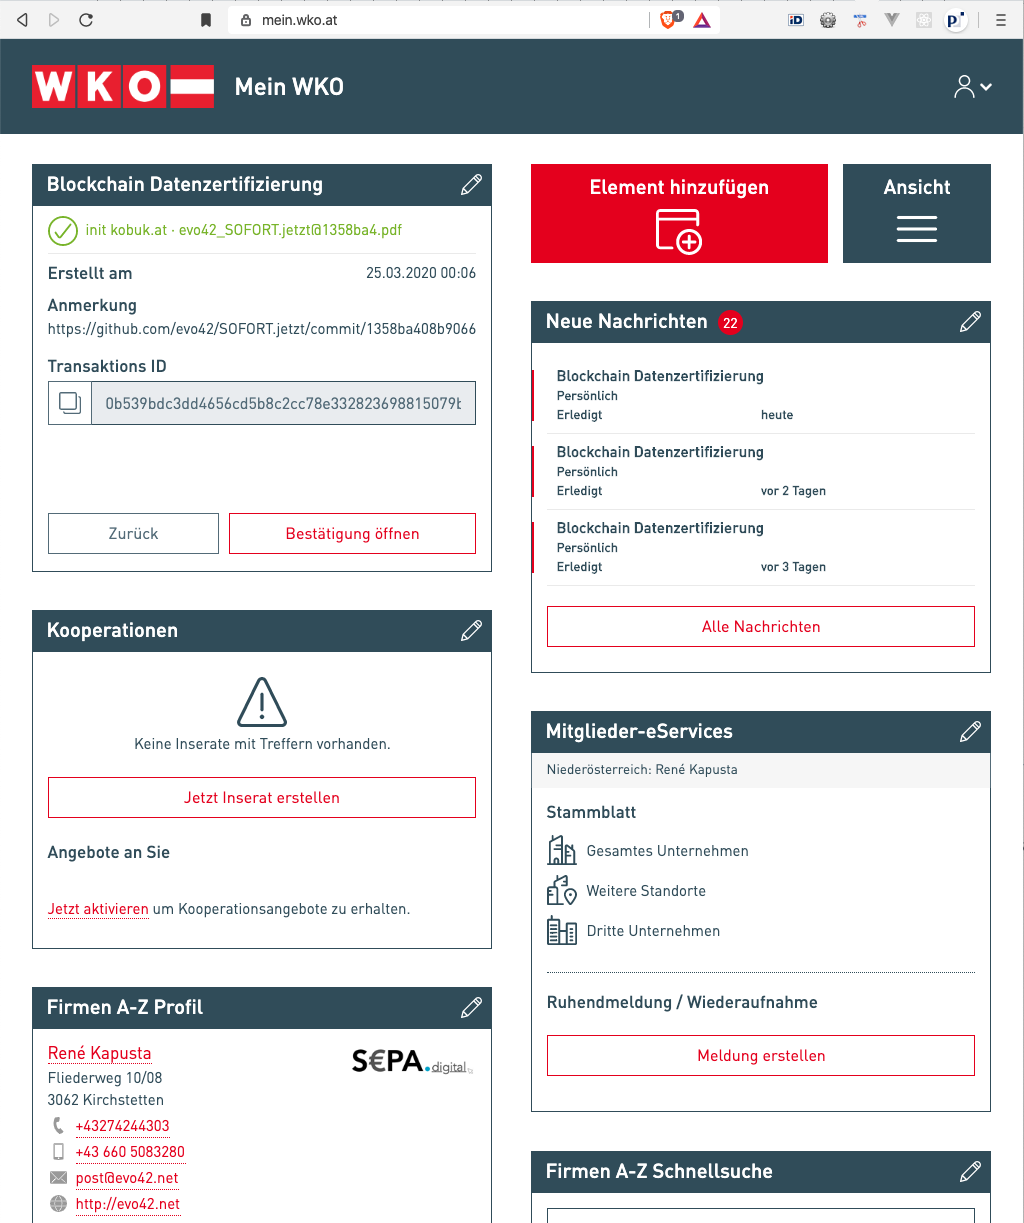 mein.wko.at
1
iD
p
WKO
Mein WKO
Blockchain Datenzertifizierung
init kobuk.at · evo42_SOFORT.jetzt@1358ba4.pdf
Erstellt am 25.03.2020 00:06
Anmerkung
https://github.com/evo42/SOFORT.jetzt/commit/1358ba408b9066
Transaktions ID
0b539bdc3dd4656cd5b8c2cc78e332823698815079b
Zurück
Bestätigung öffnen
Kooperationen
Keine Inserate mit Treffern vorhanden.
Jetzt Inserat erstellen
Angebote an Sie
Jetzt aktivieren um Kooperationsangebote zu erhalten.
Firmen A-Z Profil
René Kapusta
Fliederweg 10/08
3062 Kirchstetten
+43274244303
+43 660 5083280
post@evo42.net
http://evo42.net
S€PA.digital
Element hinzufügen
Ansicht
Neue Nachrichten 22
Blockchain Datenzertifizierung
Persönlich
Erledigt heute
Blockchain Datenzertifizierung
Persönlich
Erledigt vor 2 Tagen
Blockchain Datenzertifizierung
Persönlich
Erledigt vor 3 Tagen
Alle Nachrichten
Mitglieder-eServices
Niederösterreich: René Kapusta
Stammblatt
Gesamtes Unternehmen
Weitere Standorte
Dritte Unternehmen
Ruhendmeldung / Wiederaufnahme
Meldung erstellen
Firmen A-Z Schnellsuche